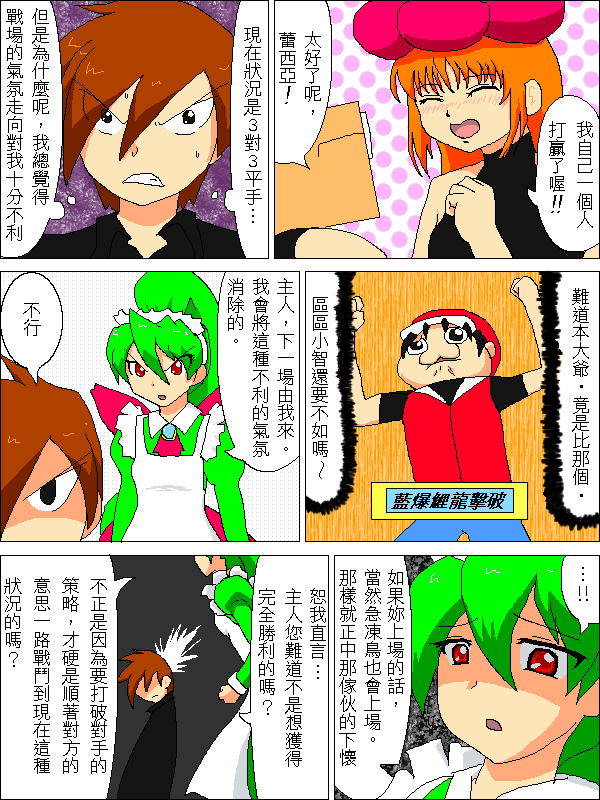 我自己一個人
打贏了喔!!
太好了呢，
蕾西亞！
現在狀況是3對3平手…
但是為什麼呢，我總覺得
戰場的氣氛走向對我十分不利
難道本大爺．竟是比那個．
區區小智還要不如嗎～
藍爆鯉龍擊破
主人，下一場由我來。
我會將這種不利的氣氛
消除的。
不行
…!!
如果妳上場的話，
當然急凍鳥也會上場。
那樣就正中那傢伙的下懷
恕我直言…
主人您難道不是想獲得
完全勝利的嗎？
不正是因為要打破對手的
策略，才硬是順著對方的
意思一路戰鬥到現在這種
狀況的嗎？